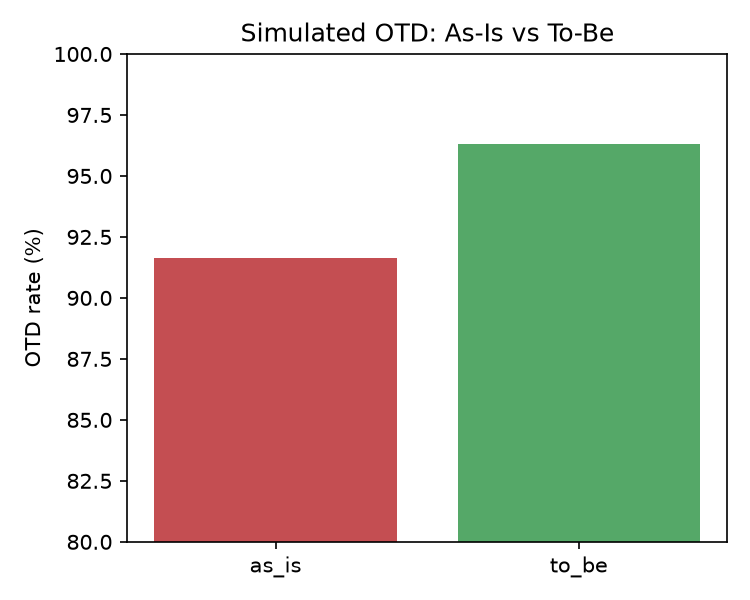 Simulated OTD: As-Is vs To-Be
OTD rate (%)
100.0
97.5
95.0
92.5
90.0
87.5
85.0
82.5
80.0
as_is
to_be